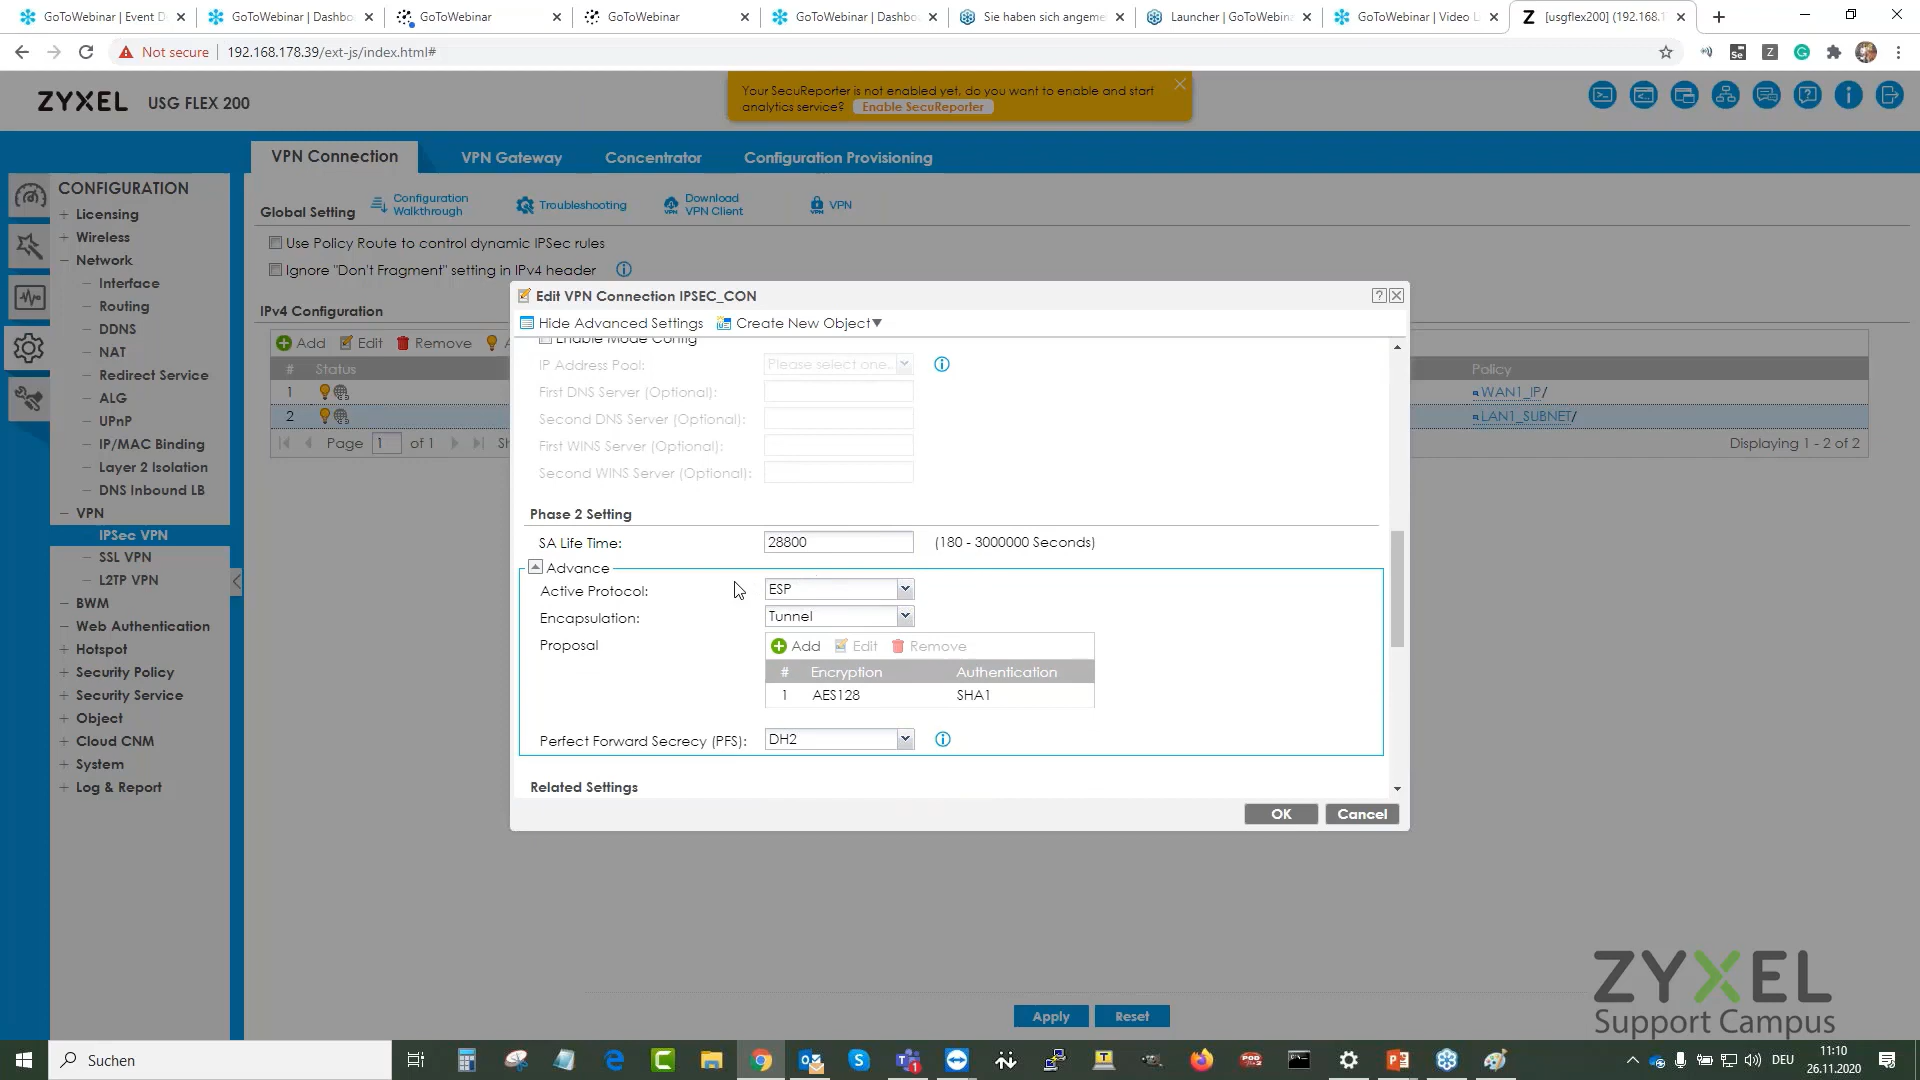 GoToWebinar | Event D
GoToWebinar | Dashbo
GoToWebinar
GoToWebinar
GoToWebinar | Dashbo
Sie haben sich angeme
Launcher | GoToWebina
GoToWebinar | Video Li
Z [usgflex200] (192.168.1
Not secure 192.168.178.39/ext-js/index.html#
ZYXEL USG FLEX 200
Your SecuReporter is not enabled yet, do you want to enable and start
analytics service? Enable SecuReporter
VPN Connection VPN Gateway Concentrator Configuration Provisioning
CONFIGURATION
Licensing
Wireless
Network
Interface
Routing
DDNS
NAT
Redirect Service
ALG
UPnP
IP/MAC Binding
Layer 2 Isolation
DNS Inbound LB
VPN
IPSec VPN
SSL VPN
L2TP VPN
BWM
Web Authentication
Hotspot
Security Policy
Security Service
Object
Cloud CNM
System
Log & Report
Global Setting
Configuration
Walkthrough
Troubleshooting
Download
VPN Client
VPN
Use Policy Route to control dynamic IPSec rules
Ignore "Don't Fragment" setting in IPv4 header
IPv4 Configuration
Add Edit Remove A
# Status Policy
1 WAN1_IP/
2 LAN1_SUBNET/
Page 1 of 1 Sh Displaying 1 - 2 of 2
Edit VPN Connection IPSEC_CON
Hide Advanced Settings Create New Object
Enable Mode Config
IP Address Pool: Please select one..
First DNS Server (Optional):
Second DNS Server (Optional):
First WINS Server (Optional):
Second WINS Server (Optional):
Phase 2 Setting
SA Life Time: 28800 (180 - 3000000 Seconds)
Advance
Active Protocol: ESP
Encapsulation: Tunnel
Proposal Add Edit Remove
# Encryption Authentication
1 AES128 SHA1
Perfect Forward Secrecy (PFS): DH2
Related Settings
OK Cancel
Apply Reset
ZYXEL
Support Campus
Suchen
DEU
11:10
26.11.2020